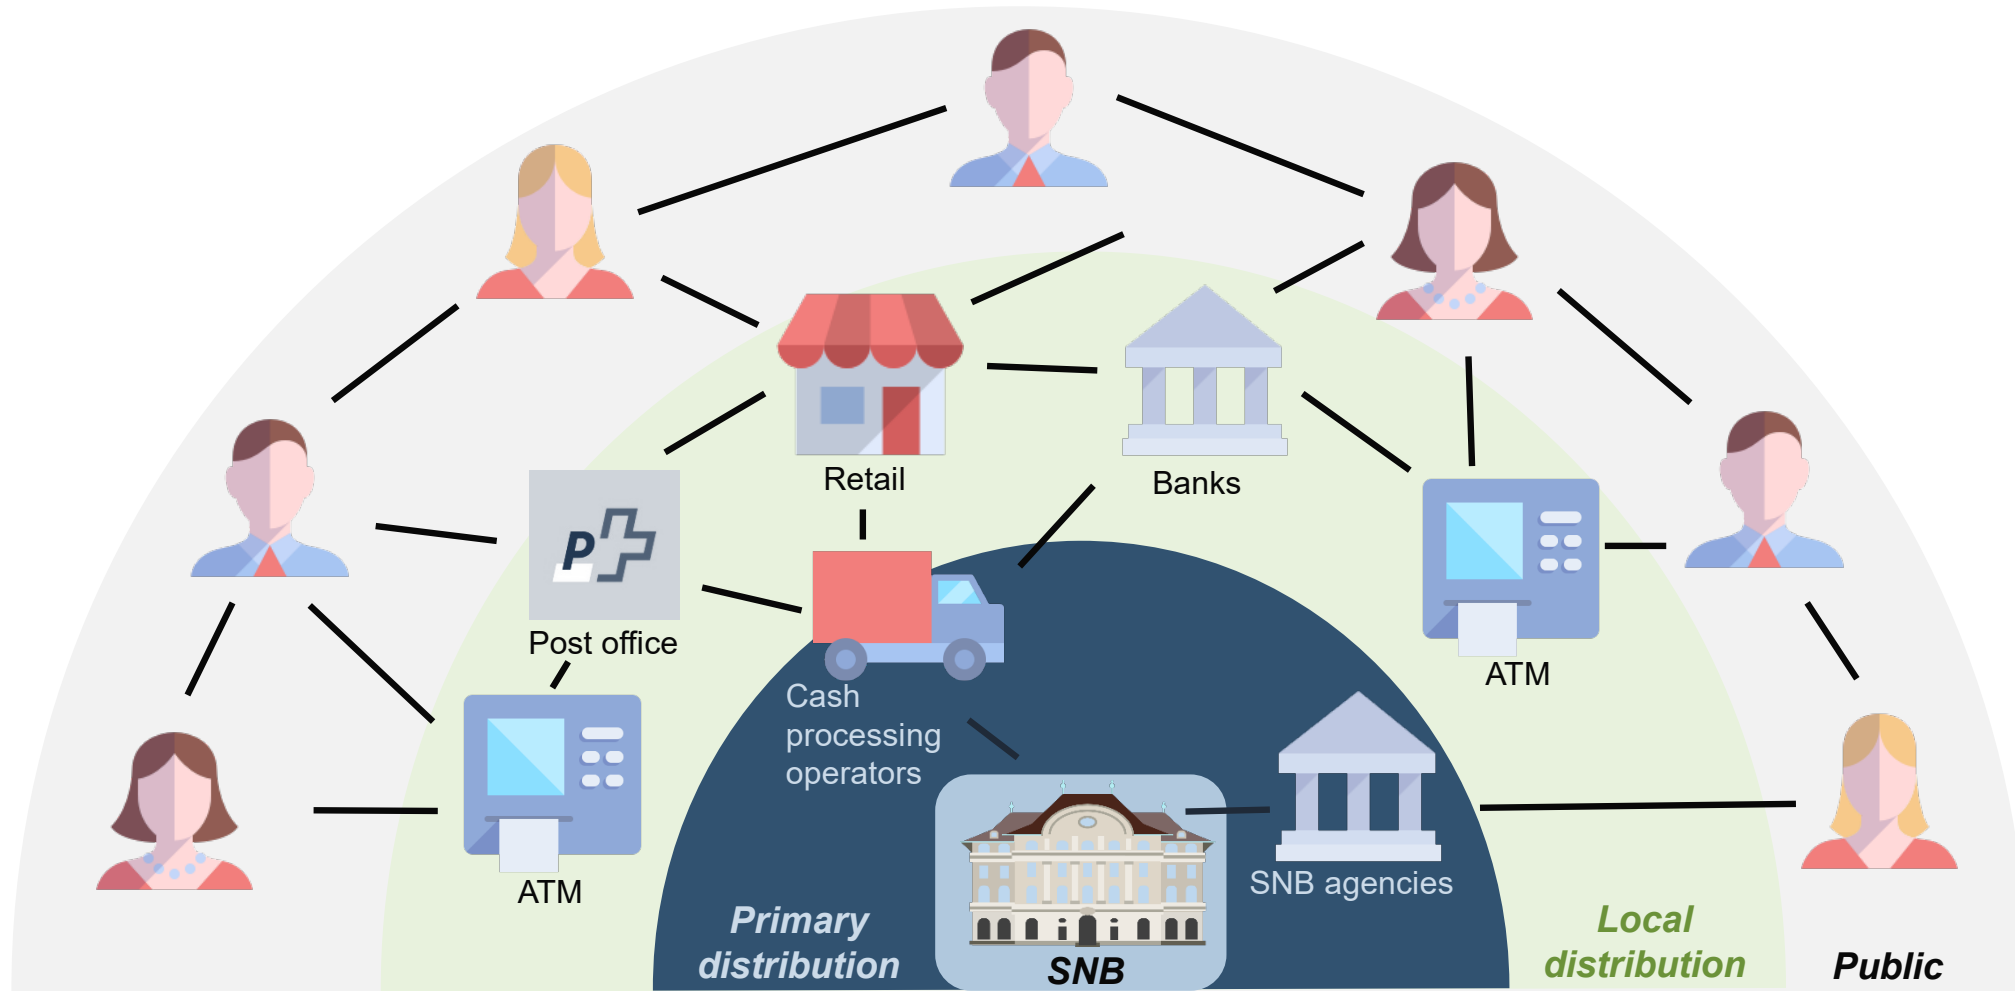 Retail
Banks
P
Post office
ATM
Cash
processing
operators
ATM
SNB agencies
Primary
distribution
SNB
Local
distribution
Public